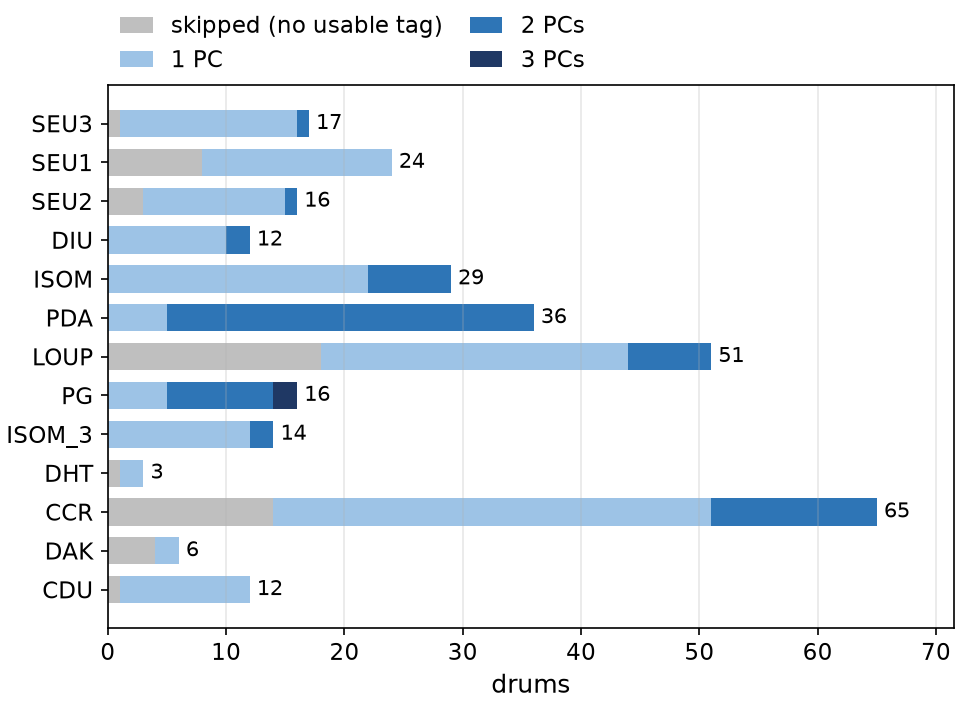 skipped (no usable tag)
1 PC
2 PCs
3 PCs
SEU3 17
SEU1 24
SEU2 16
DIU 12
ISOM 29
PDA 36
LOUP 51
PG 16
ISOM_3 14
DHT 3
CCR 65
DAK 6
CDU 12
0 10 20 30 40 50 60 70
drums